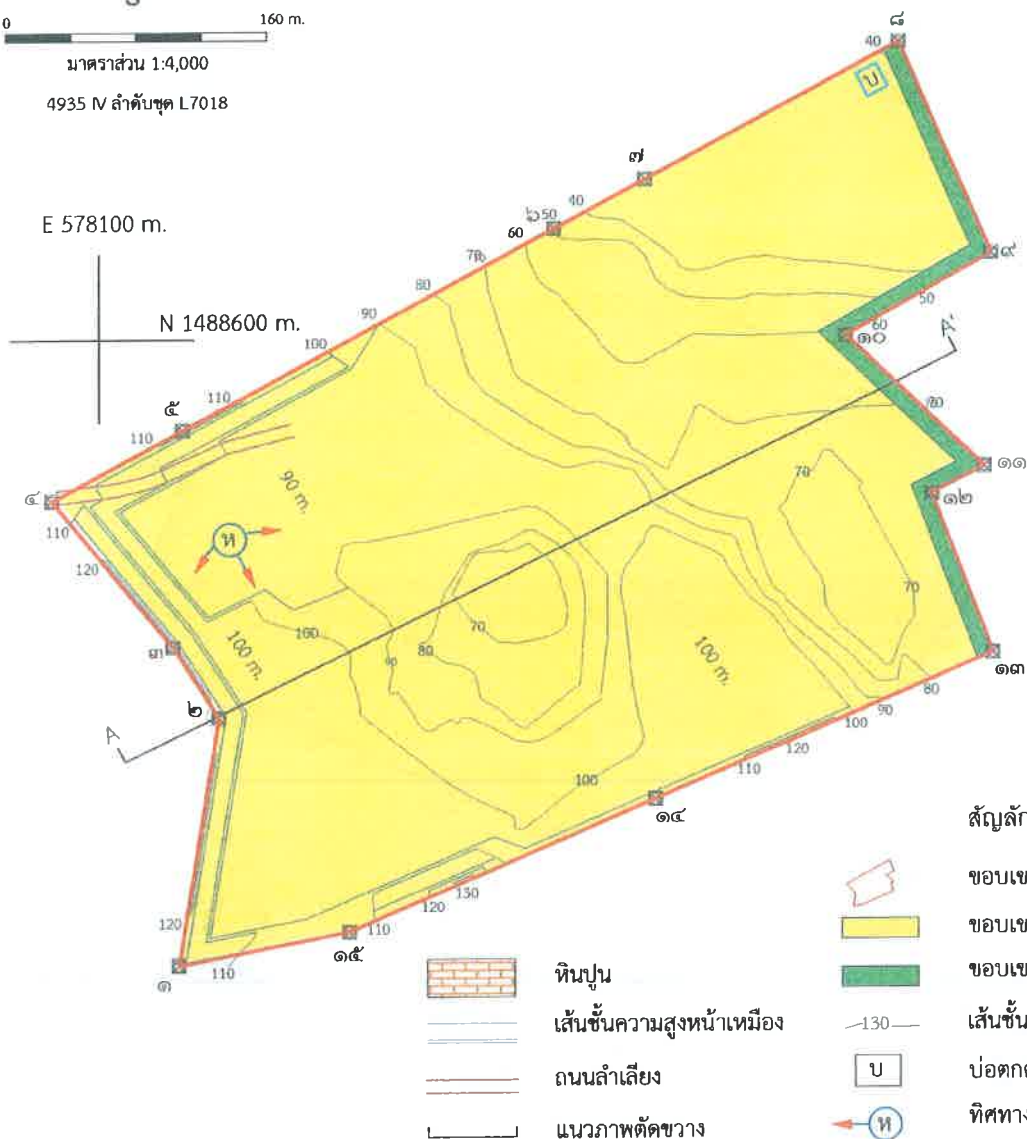 0 160 m.
มาตราส่วน 1:4,000
4935 IV ลำดับชุด L7018
E 578100 m.
N 1488600 m.
๘
40
บ
๗
40
๖
50
60
70
80
90
100
110
๕
110
๔
110
120
๙
50
60
๑๐
A'
๑๑
๑๒
70
70
90 m.
ห
๓
100 m.
100
90
80
70
100 m.
๒
A
๑๓
80
90
100
120
110
๑๔
100
130
120
110
๑๕
120
110
๑
สัญลัก
ขอบเข
ขอบเข
หินปูน
ขอบเข
เส้นชั้นความสูงหน้าเหมือง
130
เส้นชั้น
ถนนลำเลียง
บ
บ่อตก
แนวภาพตัดขวาง
ห
ทิศทาง